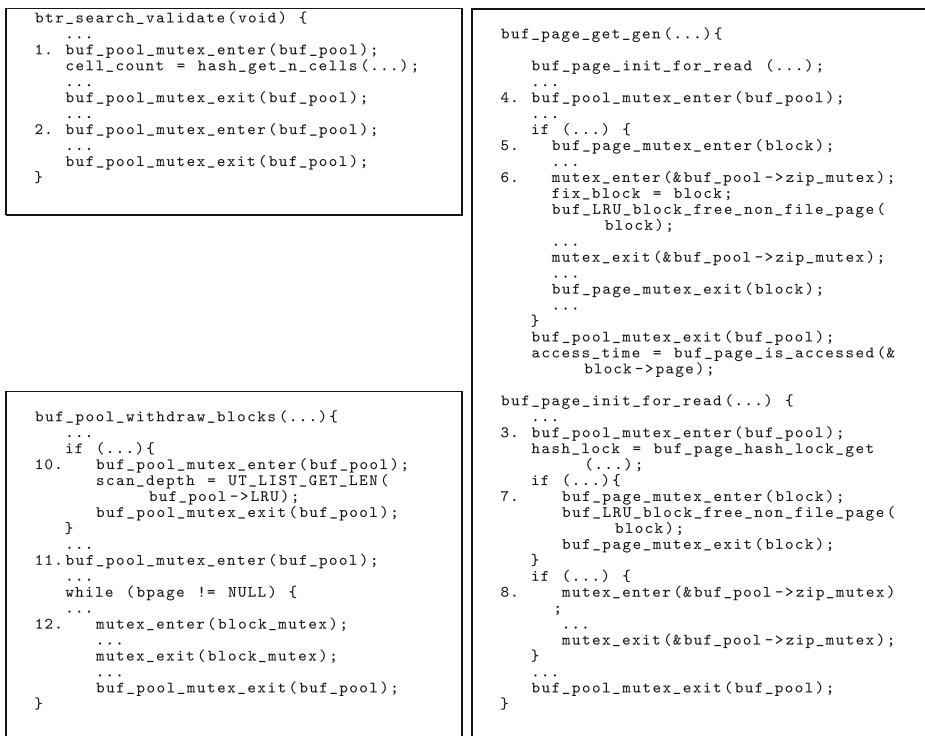 btr_search_validate(void) {
...
1. buf_pool_mutex_enter(buf_pool);
cell_count = hash_get_n_cells(...);
...
buf_pool_mutex_exit(buf_pool);
...
2. buf_pool_mutex_enter(buf_pool);
...
buf_pool_mutex_exit(buf_pool);
}
buf_pool_withdraw_blocks(...){
...
if (...){
10. buf_pool_mutex_enter(buf_pool);
scan_depth = UT_LIST_GET_LEN(
buf_pool->LRU);
buf_pool_mutex_exit(buf_pool);
}
...
11.buf_pool_mutex_enter(buf_pool);
...
while (bpage != NULL) {
...
12. mutex_enter(block_mutex);
...
mutex_exit(block_mutex);
...
buf_pool_mutex_exit(buf_pool);
}
buf_page_get_gen(...){
buf_page_init_for_read (...);
...
4. buf_pool_mutex_enter(buf_pool);
...
if (...) {
5. buf_page_mutex_enter(block);
...
6. mutex_enter(&buf_pool->zip_mutex);
fix_block = block;
buf_LRU_block_free_non_file_page(
block);
...
mutex_exit(&buf_pool->zip_mutex);
...
buf_page_mutex_exit(block);
...
}
buf_pool_mutex_exit(buf_pool);
access_time = buf_page_is_accessed(&
block->page);
buf_page_init_for_read(...) {
...
3. buf_pool_mutex_enter(buf_pool);
hash_lock = buf_page_hash_lock_get
(...);
if (...){
7. buf_page_mutex_enter(block);
buf_LRU_block_free_non_file_page(
block);
buf_page_mutex_exit(block);
}
if (...) {
8. mutex_enter(&buf_pool->zip_mutex)
;
...
mutex_exit(&buf_pool->zip_mutex);
}
...
buf_pool_mutex_exit(buf_pool);
}